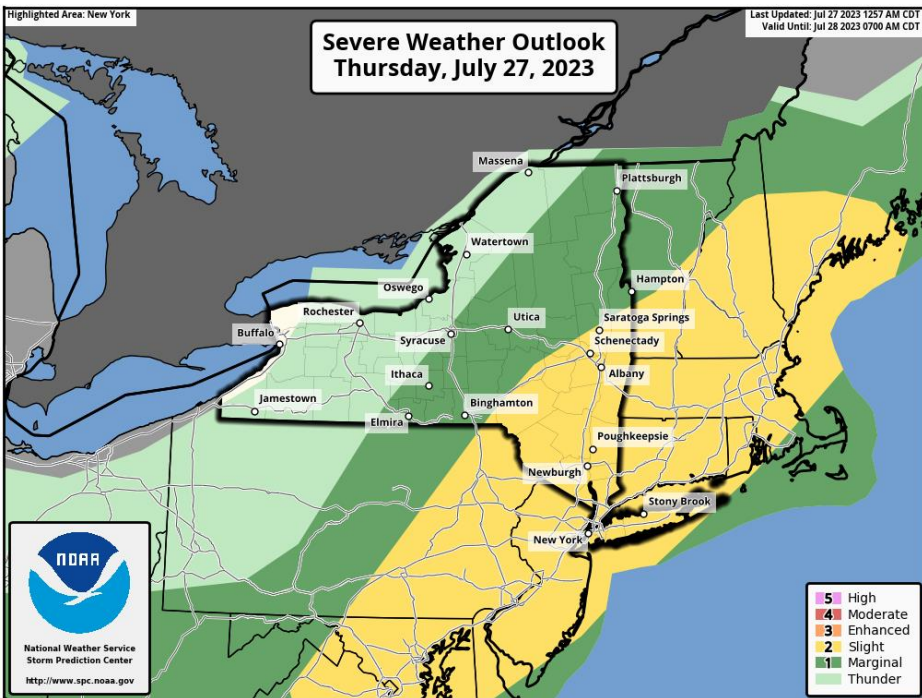 Highlighted Area: New York
Last Updated: Jul 27 2023 1257 AM CDT
Valid Until: Jul 28 2023 0700 AM CDT
Severe Weather Outlook
Thursday, July 27, 2023
Massena
Plattsburgh
Watertown
Hampton
Oswego
Rochester
Utica
Saratoga Springs
Buffalo
Syracuse
Schenectady
Ithaca
Albany
Jamestown
Binghamton
Elmira
Poughkeepsie
Newburgh
Stony Brook
New York
NOAA
National Weather Service
Storm Prediction Center
http://www.spc.noaa.gov
5 High
4 Moderate
3 Enhanced
2 Slight
1 Marginal
Thunder